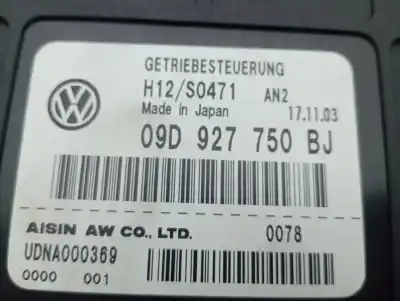 GETRIEBESTEUERUNG
H12/S0471 AN2
Made in Japan 17.11.03
09D 927 750 BJ
AISIN AW CO., LTD. 0078
UDNA000369
0000 001